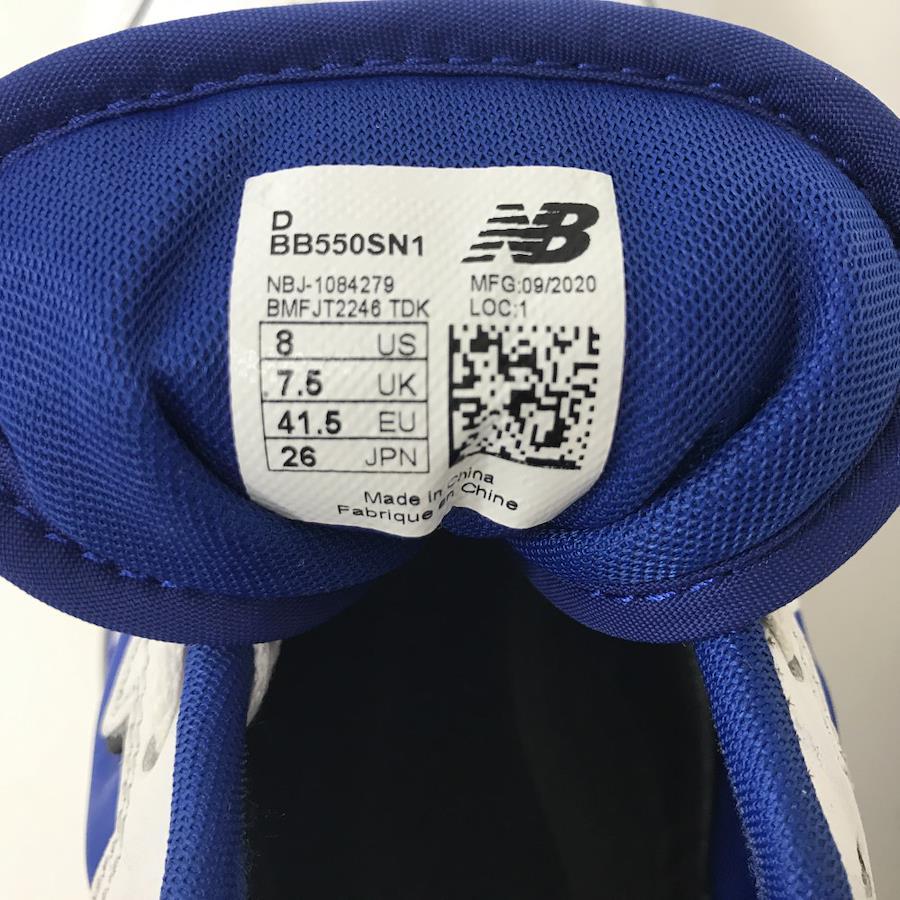 D
BB550SN1
NB
NBJ-1084279
BMFJT2246 TDK
MFG:09/2020
LOC:1
8 US
7.5 UK
41.5 EU
26 JPN
Made in China
Fabrique en Chine